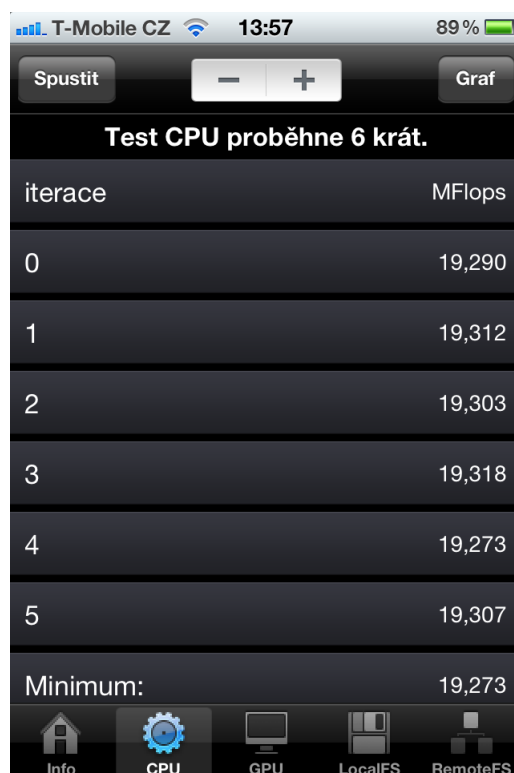 T-Mobile CZ 13:57 89 %
Spustit − + Graf
Test CPU proběhne 6 krát.
iterace MFlops
0 19,290
1 19,312
2 19,303
3 19,318
4 19,273
5 19,307
Minimum: 19,273
Info CPU GPU LocalFS RemoteFS